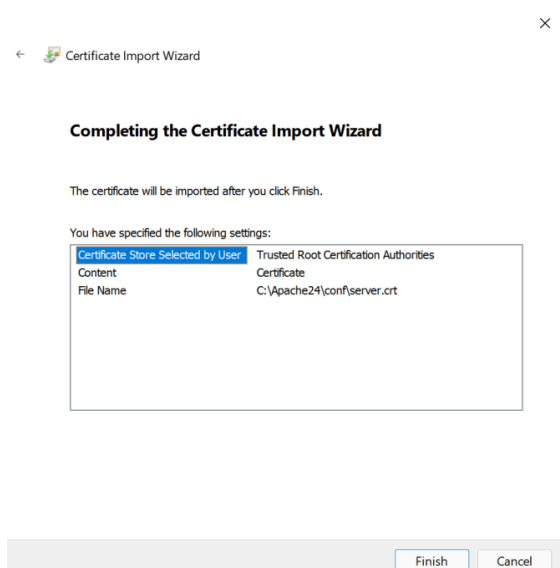 Certificate Import Wizard
Completing the Certificate Import Wizard
The certificate will be imported after you click Finish.
You have specified the following settings:
Certificate Store Selected by User Trusted Root Certification Authorities
Content Certificate
File Name C:\Apache24\conf\server.crt
Finish Cancel